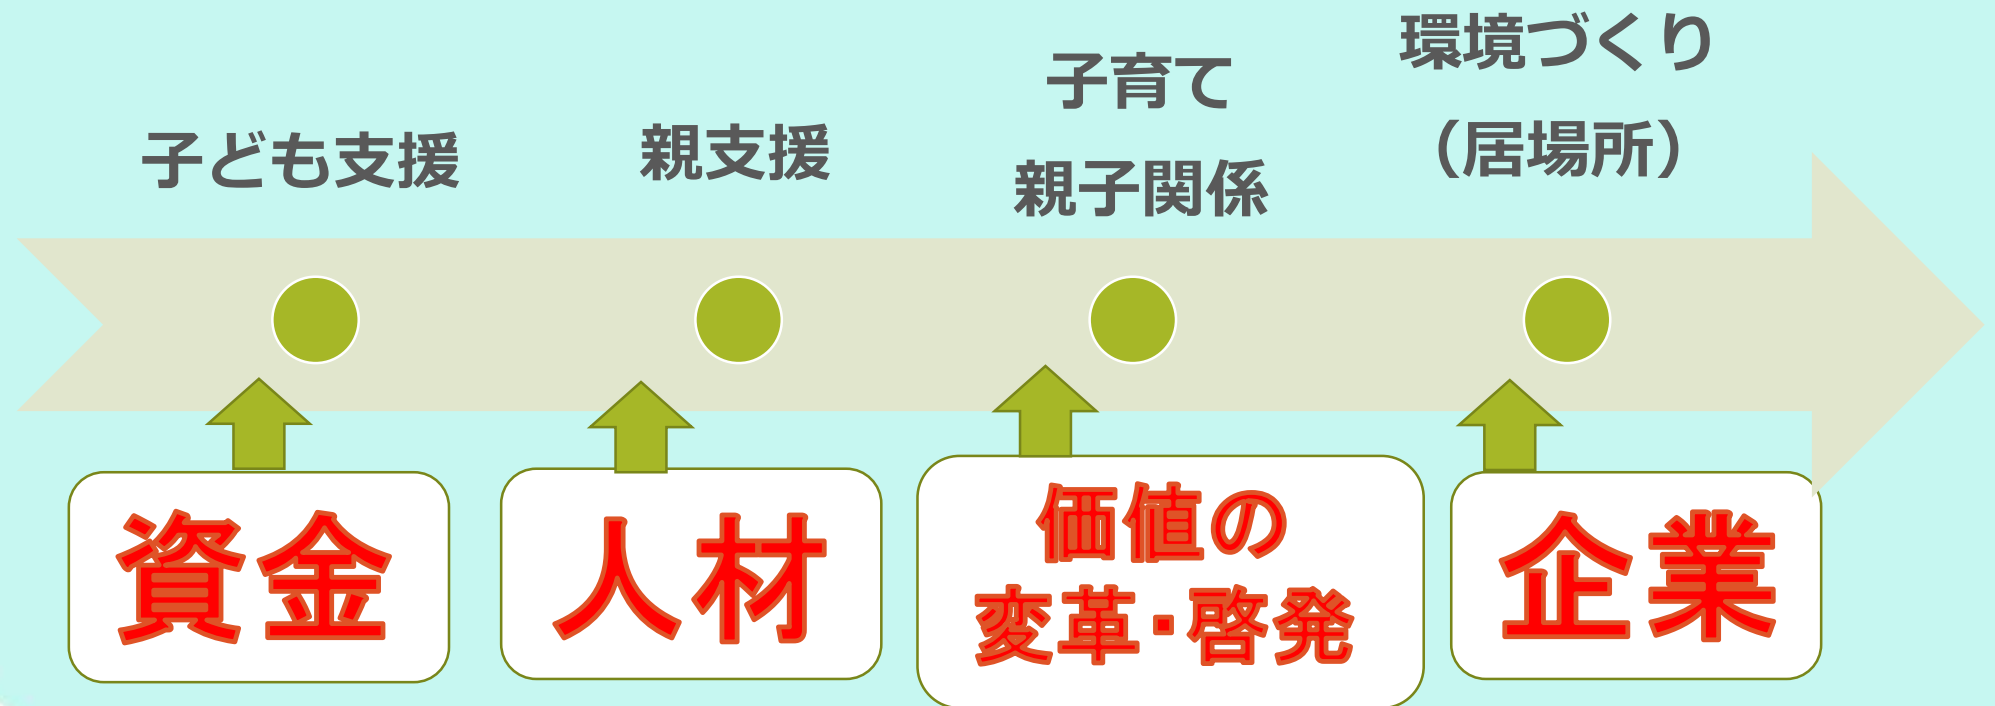 子ども支援
親支援
子育て
親子関係
環境づくり
（居場所）
資金
人材
価値の
変革・啓発
企業